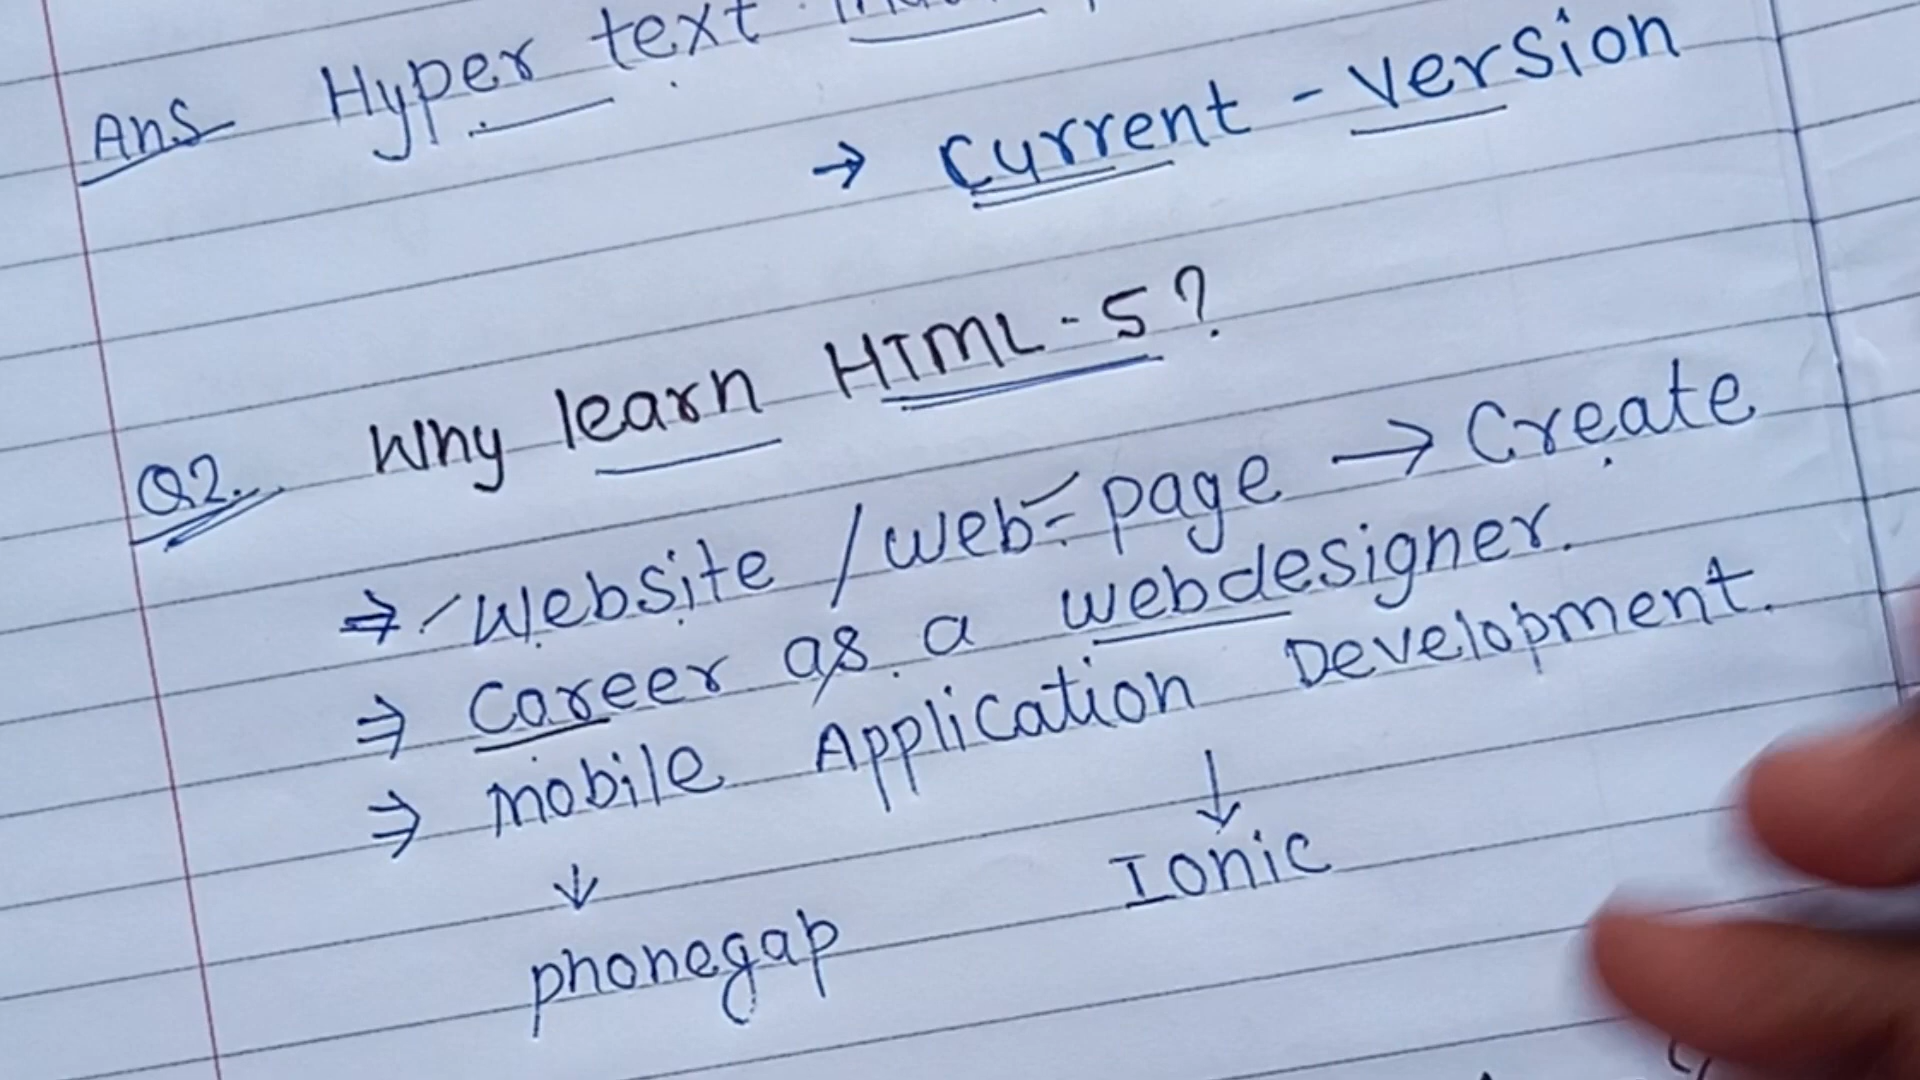 Ans Hyper text
→ Current - Version
Q2. Why learn HTML-5?
⇒ Website / web-page → Create
⇒ Career as a webdesigner.
⇒ mobile Application Development.
↓ ↓
phonegap Ionic